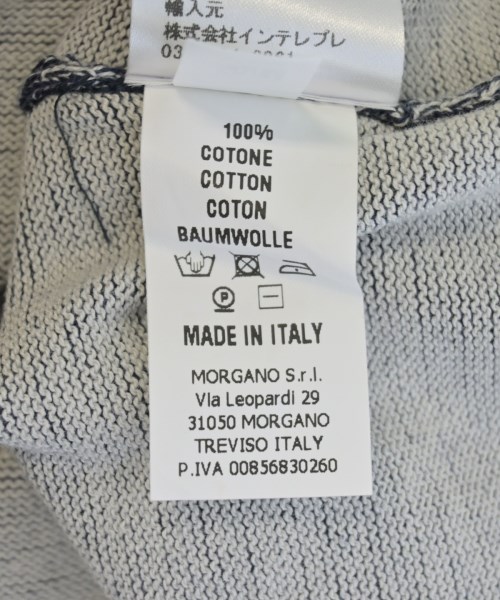 輸入元
株式会社インテレプレ
03
100%
COTONE
COTTON
COTON
BAUMWOLLE
P
MADE IN ITALY
MORGANO S.r.l.
VIa Leopardi 29
31050 MORGANO
TREVISO ITALY
P.IVA 00856830260